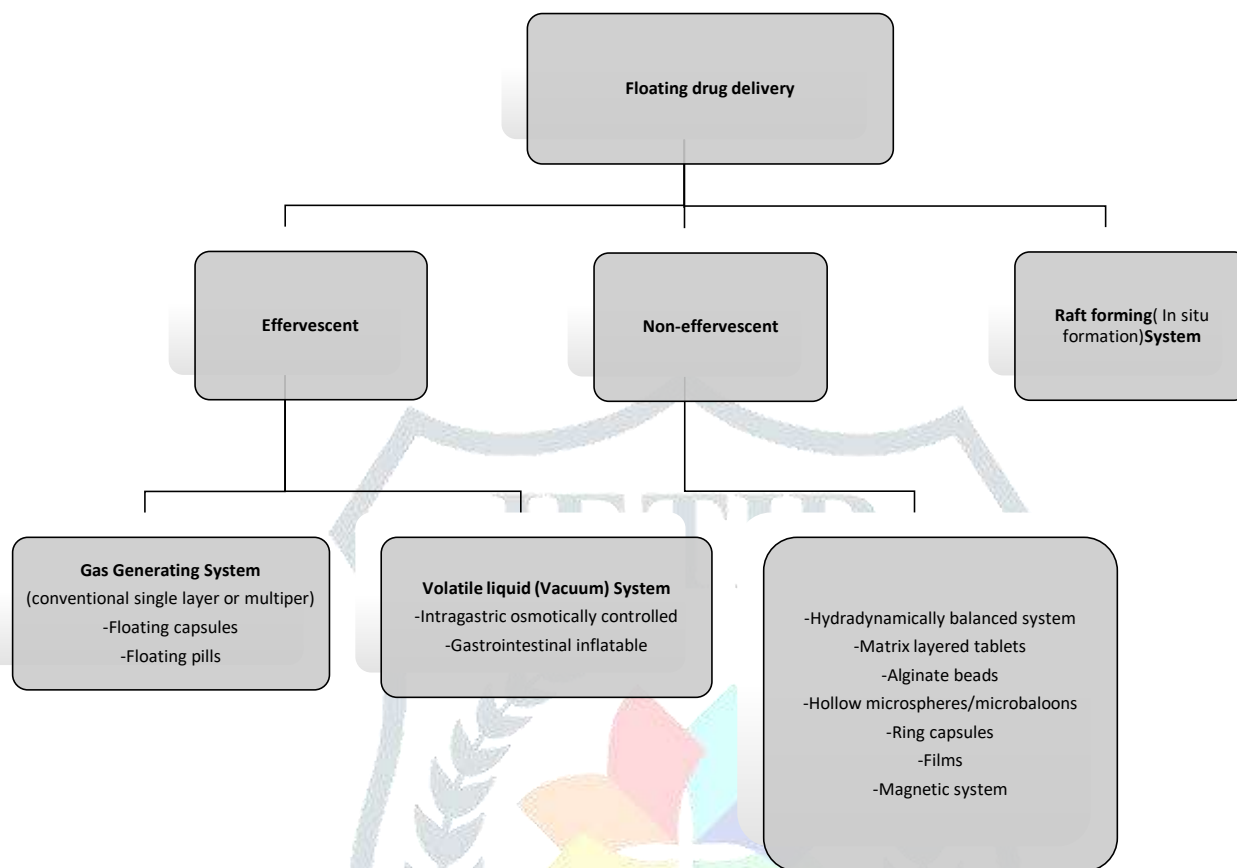 Floating drug delivery
Effervescent
Non-effervescent
Raft forming( In situ
formation)System
Gas Generating System
(conventional single layer or multiper)
-Floating capsules
-Floating pills
Volatile liquid (Vacuum) System
-Intragastric osmotically controlled
-Gastrointestinal inflatable
-Hydradynamically balanced system
-Matrix layered tablets
-Alginate beads
-Hollow microspheres/microbaloons
-Ring capsules
-Films
-Magnetic system